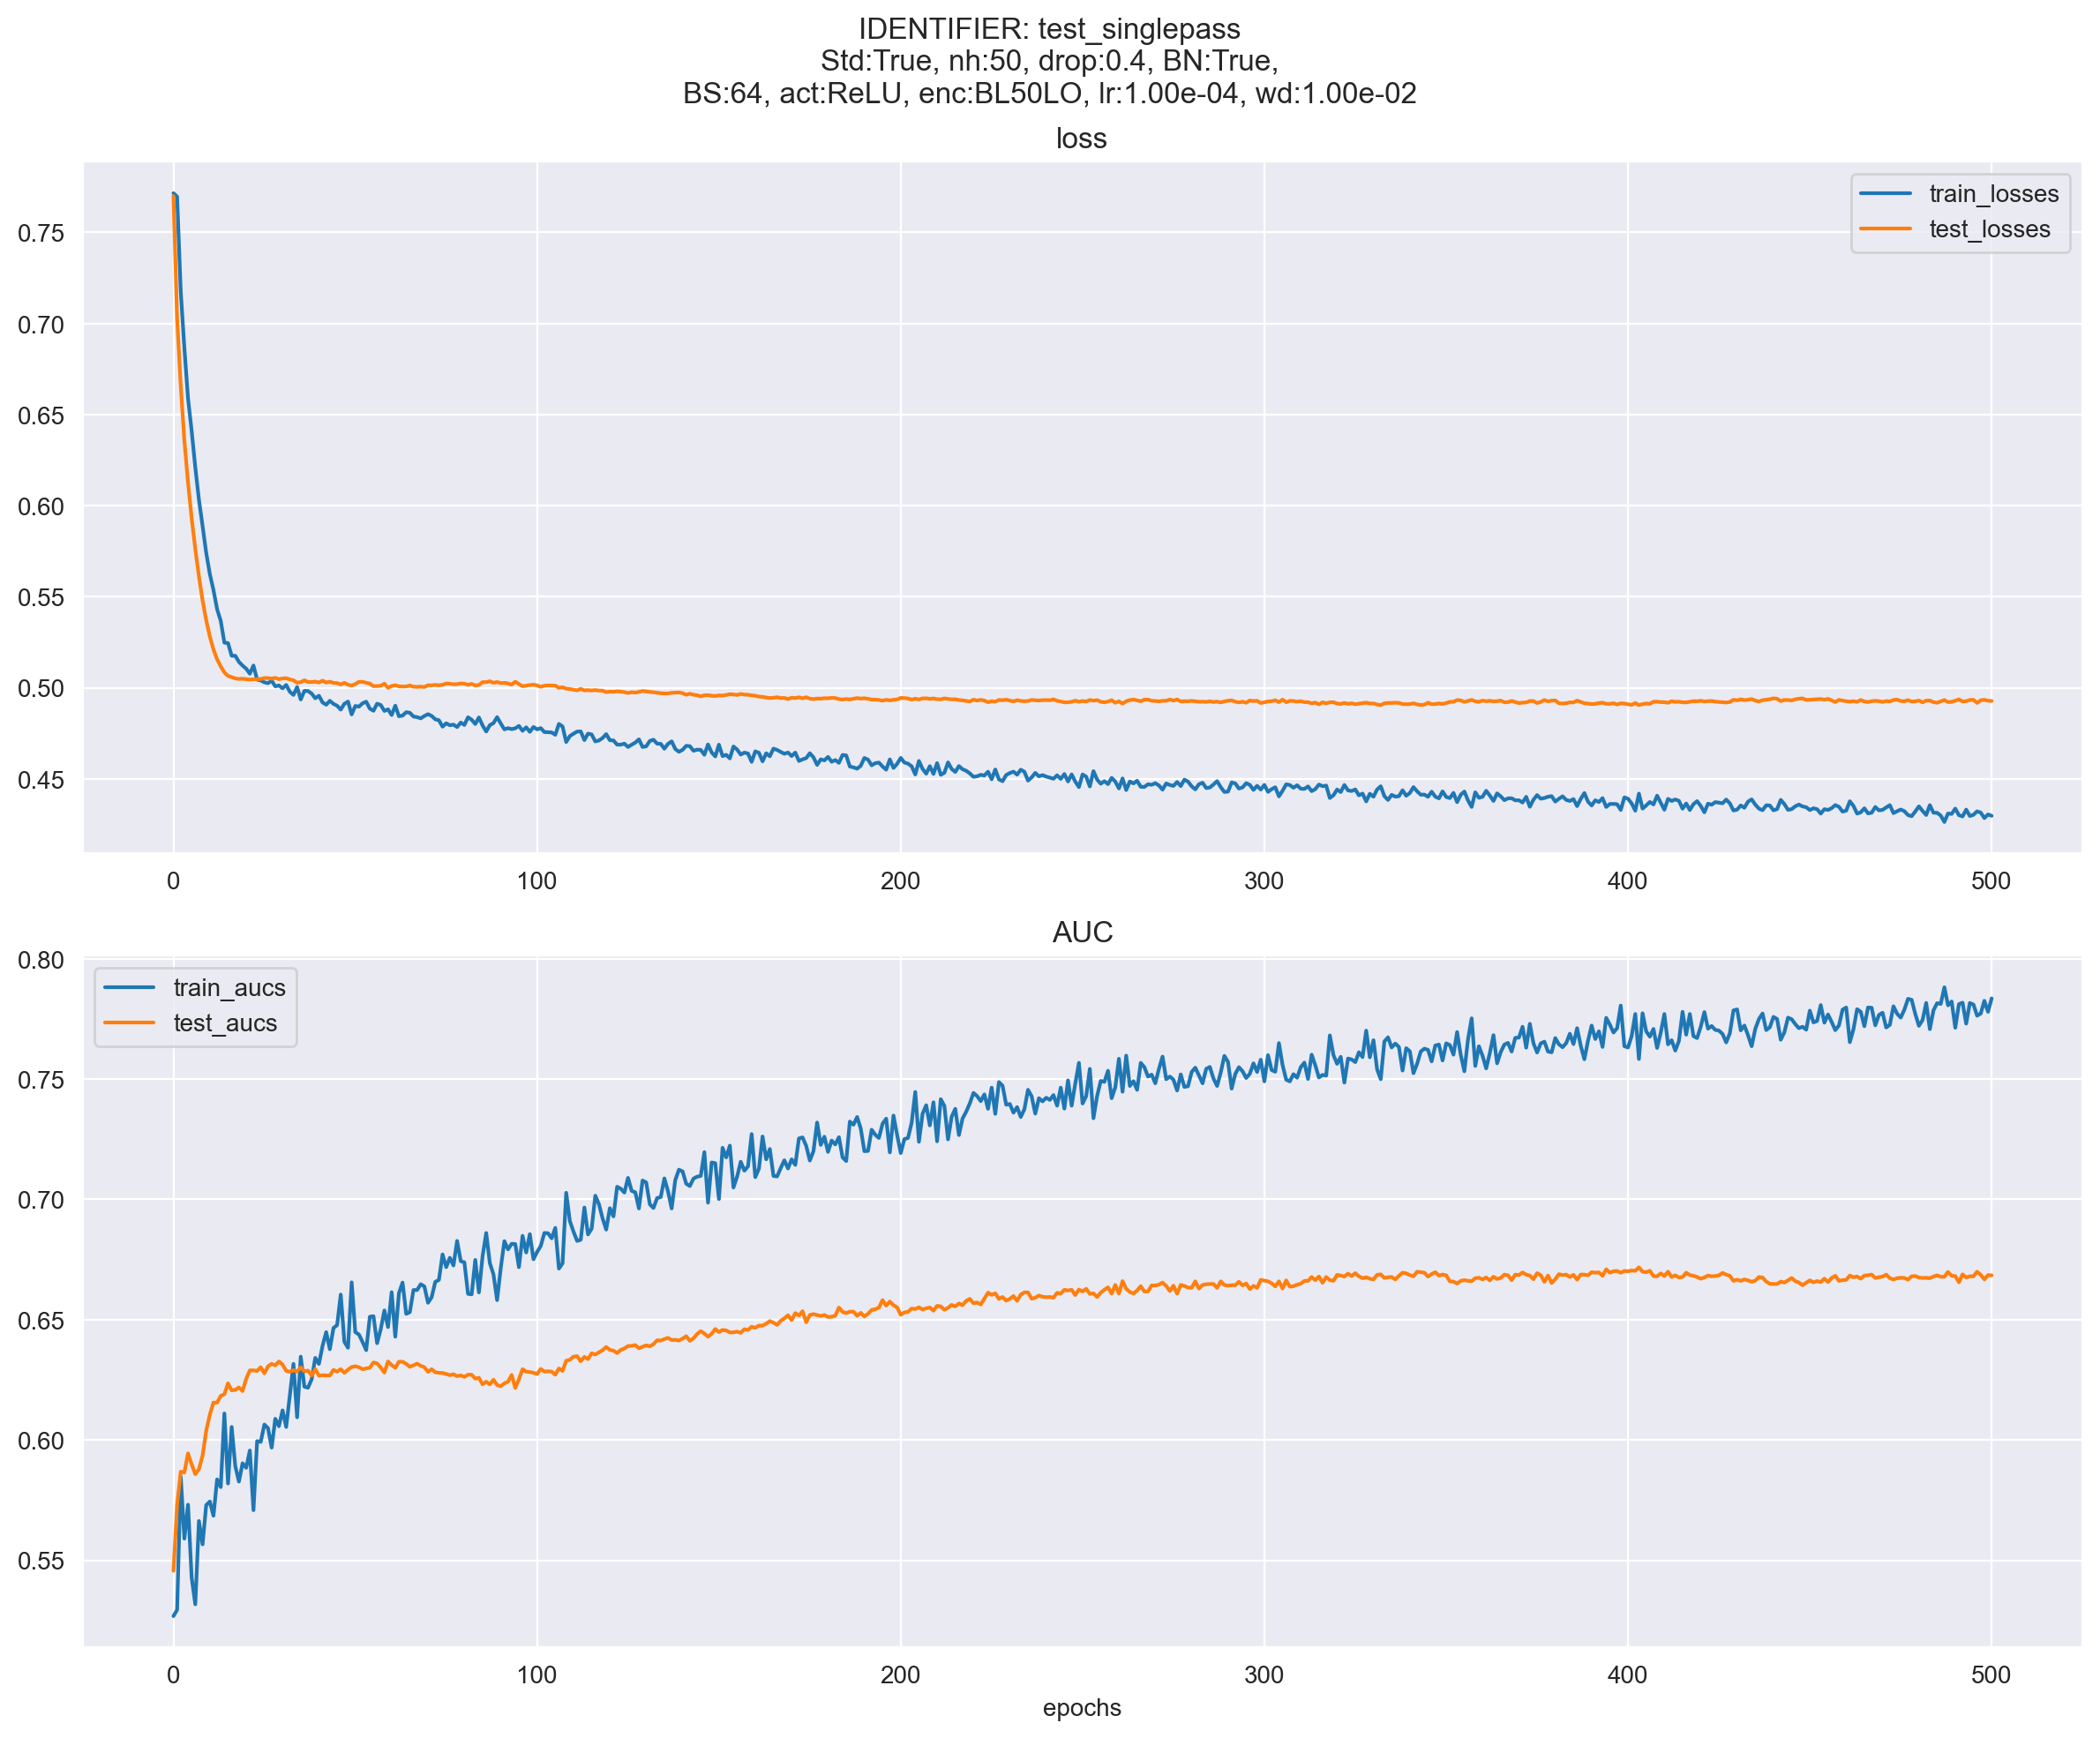 IDENTIFIER: test_singlepass
Std:True, nh:50, drop:0.4, BN:True,
BS:64, act:ReLU, enc:BL50LO, lr:1.00e-04, wd:1.00e-02
loss
train_losses
test_losses
0.75
0.70
0.65
0.60
0.55
0.50
0.45
0 100 200 300 400 500
AUC
train_aucs
test_aucs
0.80
0.75
0.70
0.65
0.60
0.55
0 100 200 300 400 500
epochs